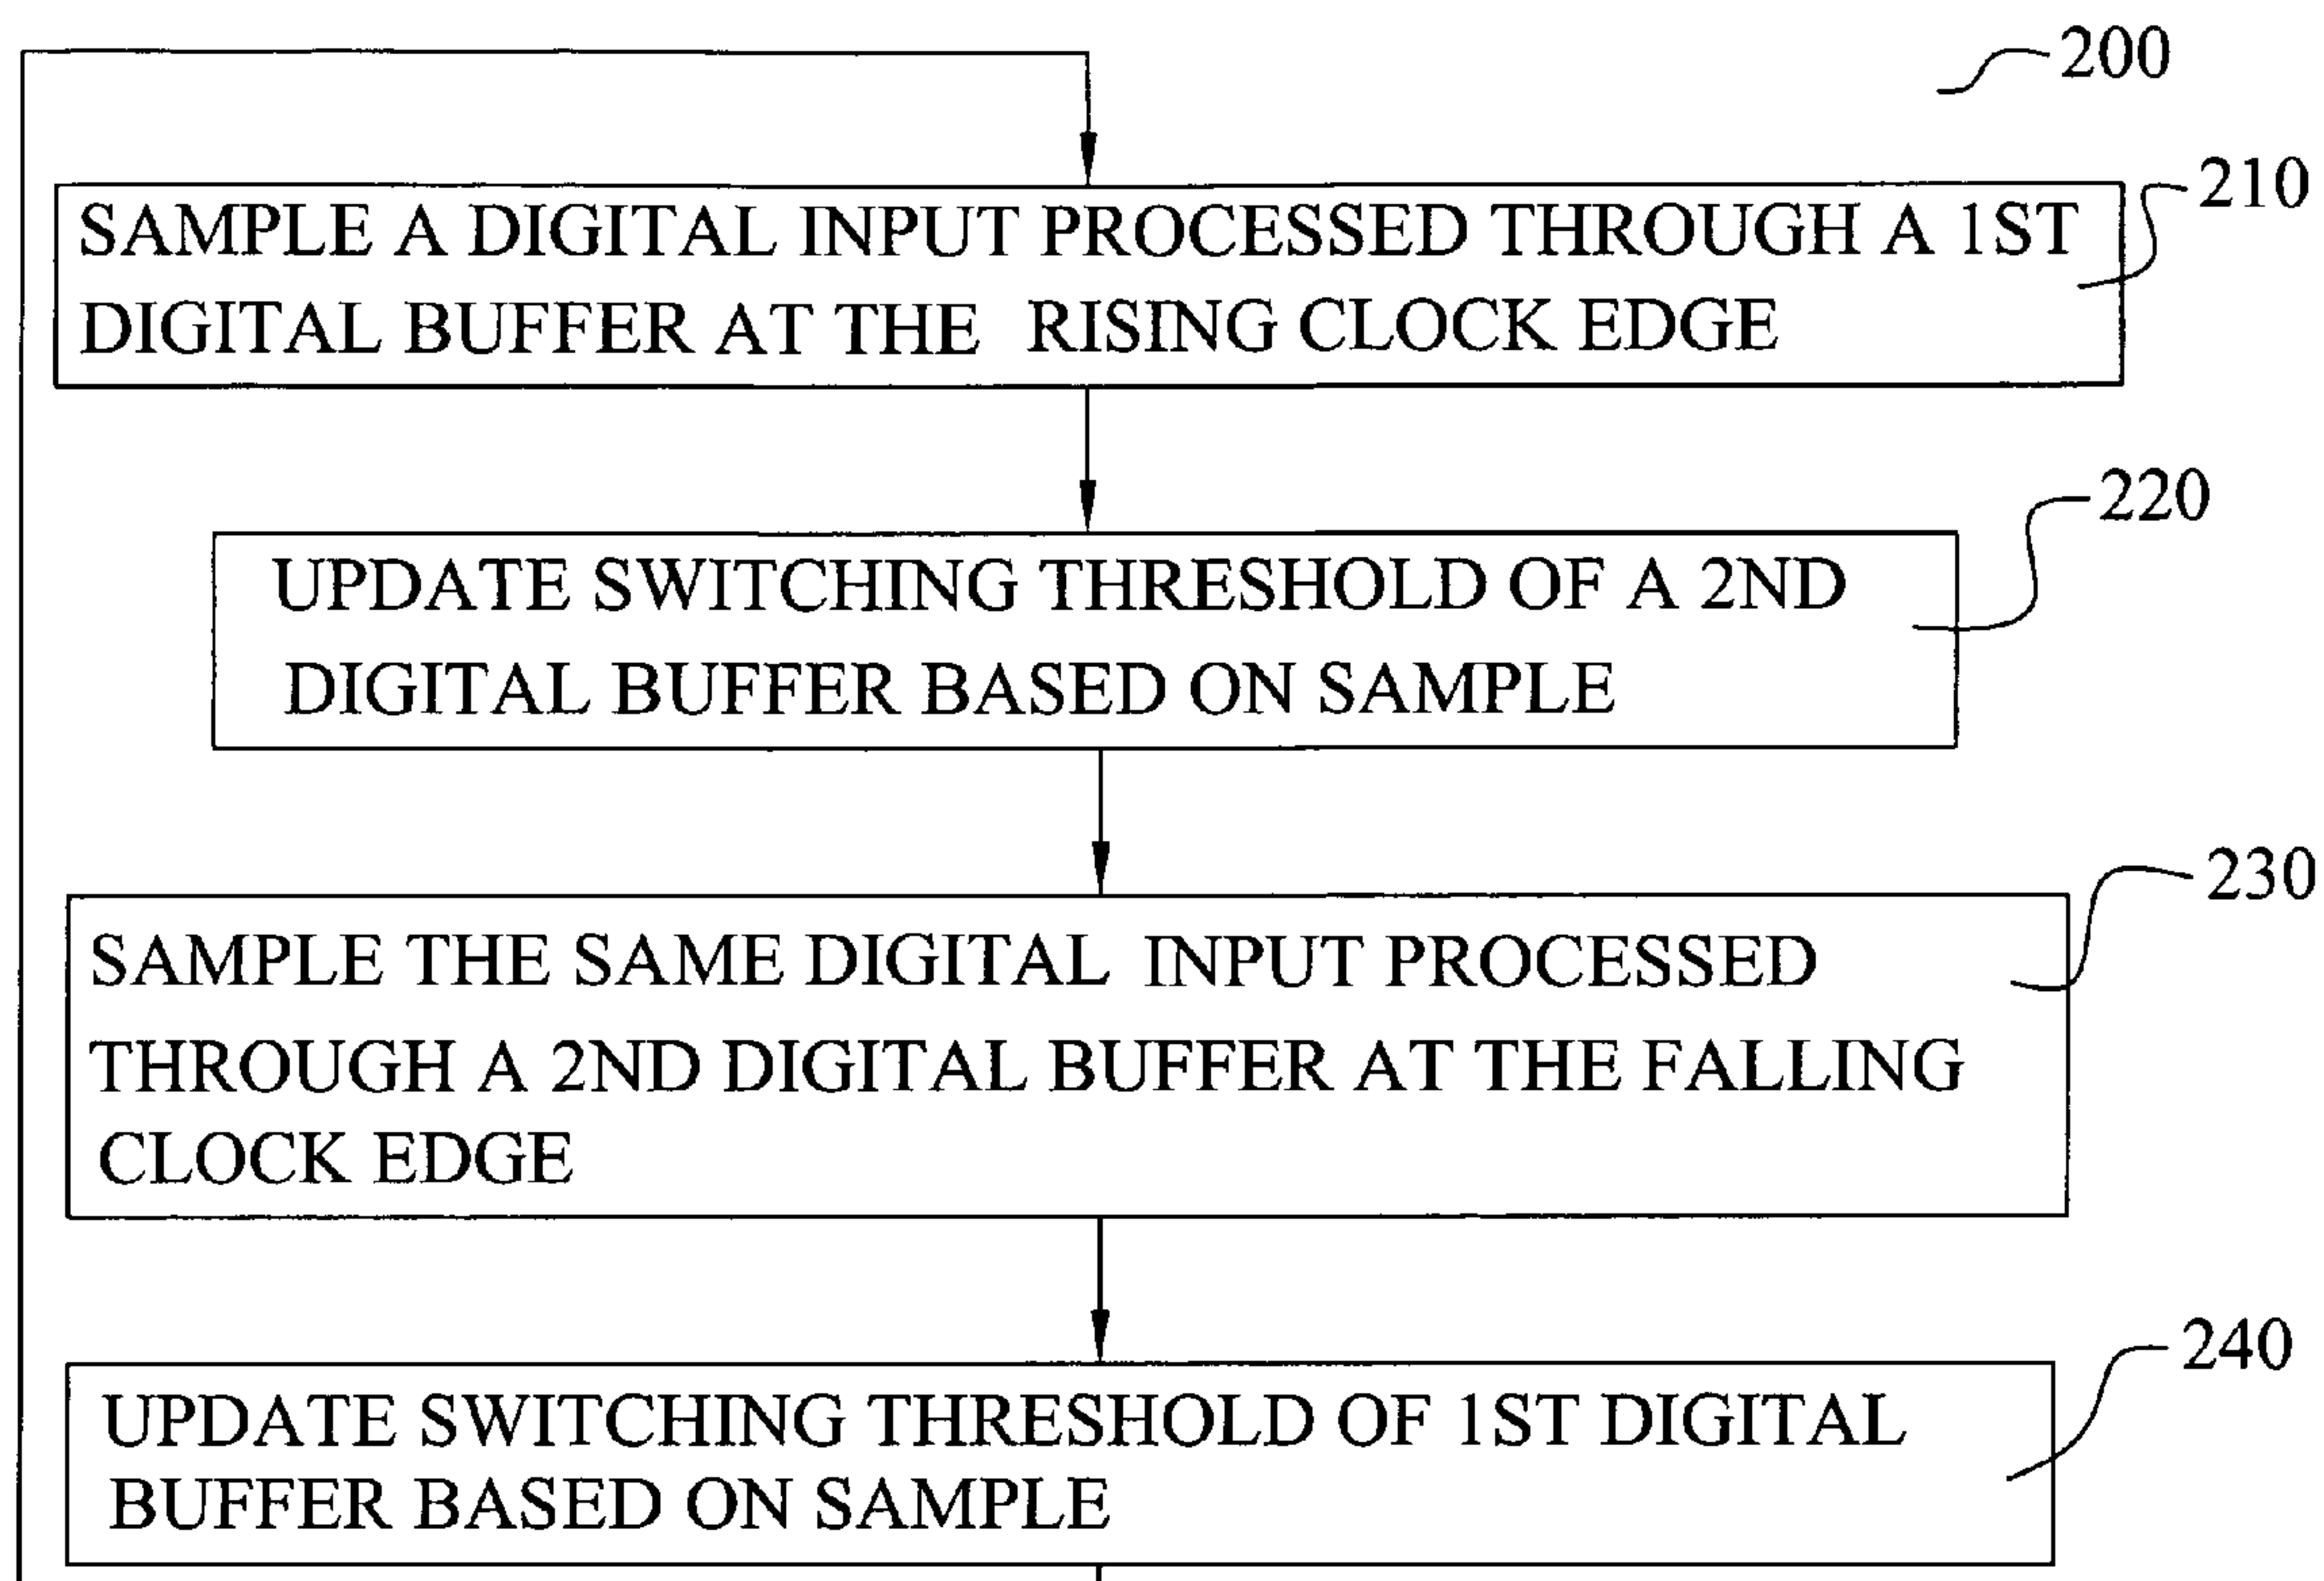 200
210
SAMPLE A DIGITAL INPUT PROCESSED THROUGH A 1ST
DIGITAL BUFFER AT THE RISING CLOCK EDGE
220
UPDATE SWITCHING THRESHOLD OF A 2ND
DIGITAL BUFFER BASED ON SAMPLE
230
SAMPLE THE SAME DIGITAL INPUT PROCESSED
THROUGH A 2ND DIGITAL BUFFER AT THE FALLING
CLOCK EDGE
240
UPDATE SWITCHING THRESHOLD OF 1ST DIGITAL
BUFFER BASED ON SAMPLE